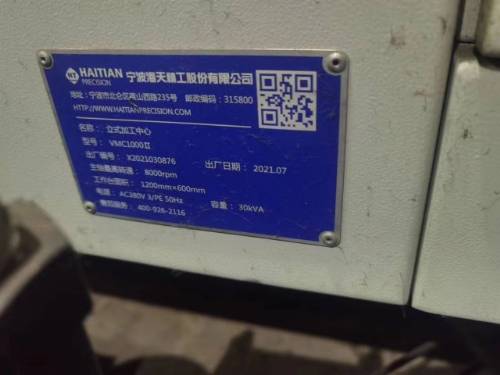 HT HAITIAN PRECISION 宁波海天精工股份有限公司
地址:宁波市北仑区黄山西路235号 邮政编码:315800
HTTP://WWW.HAITIANPRECISION.COM
名称:立式加工中心
型号:VMC1000II
出厂编号:X2021030876 出厂日期:2021.07
主轴最高转速:8000rpm
工作台面积:1200mm×600mm
电源:AC380V 3/PE 50Hz 容量:30kVA
售后服务:400-926-2116